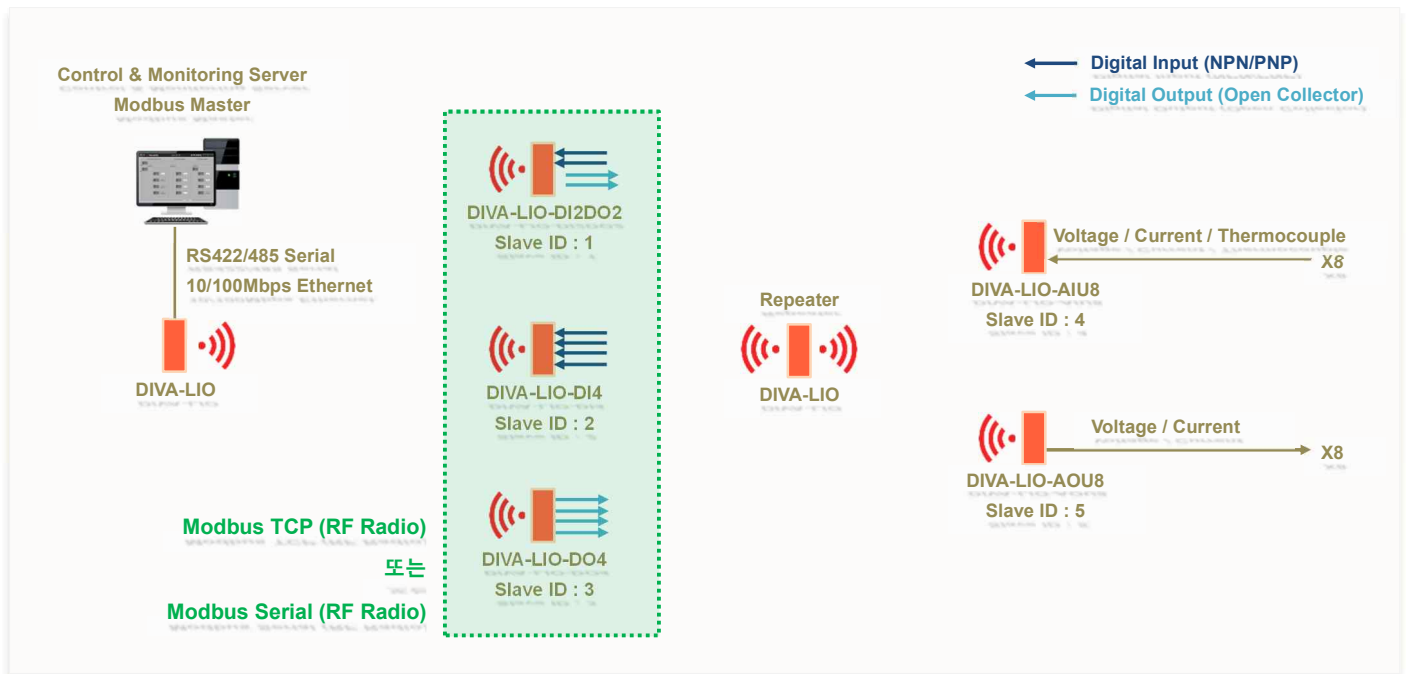 Control & Monitoring Server
Modbus Master
RS422/485 Serial
10/100Mbps Ethernet
DIVA-LIO
Modbus TCP (RF Radio)
또는
Modbus Serial (RF Radio)
DIVA-LIO-DI2DO2
Slave ID : 1
DIVA-LIO-DI4
Slave ID : 2
DIVA-LIO-DO4
Slave ID : 3
Repeater
DIVA-LIO
Digital Input (NPN/PNP)
Digital Output (Open Collector)
Voltage / Current / Thermocouple
X8
DIVA-LIO-AIU8
Slave ID : 4
Voltage / Current
X8
DIVA-LIO-AOU8
Slave ID : 5